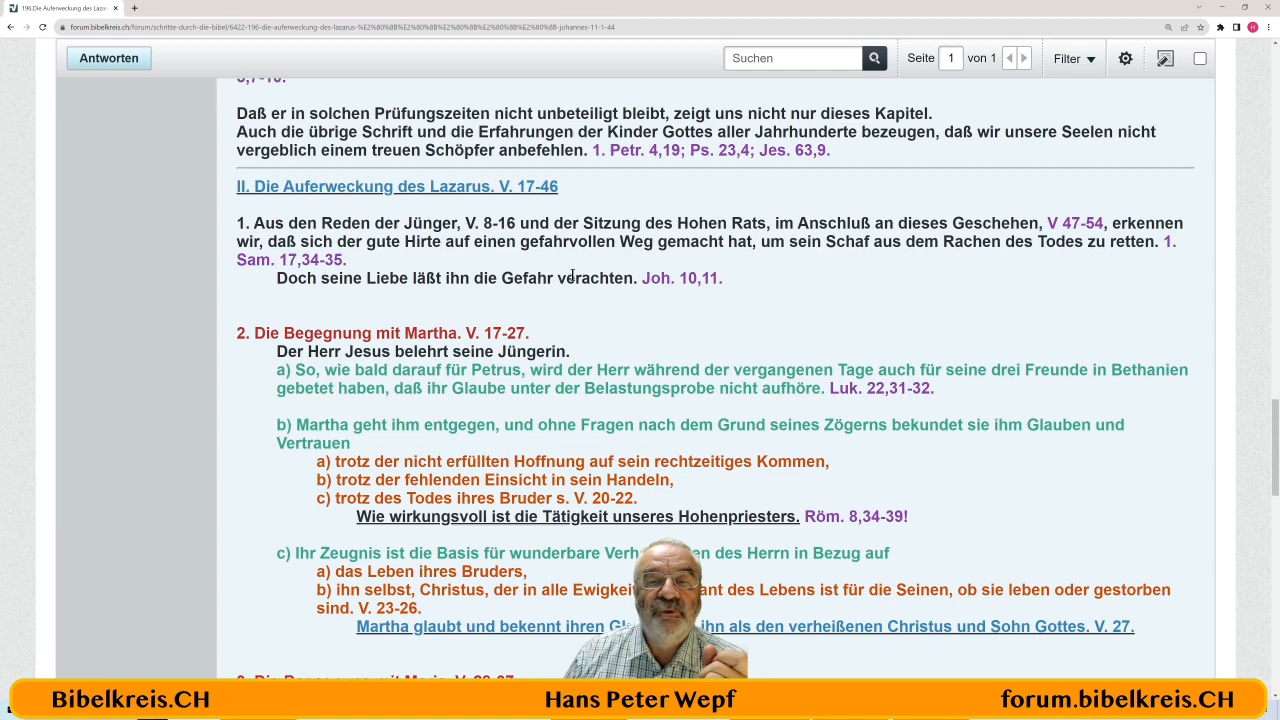 196.Die Auferweckung des Lazarus
forum.bibelkreis.ch/forum/schritte-durch-die-bibel/6422-196-die-auferweckung-des-lazarus-%E2%80%8B%E2%80%8B%E2%80%8B%E2%80%8B%E2%80%8B%E2%80%8B-johannes-11-1-44
Antworten
Suchen
Seite 1 von 1
Filter
Daß er in solchen Prüfungszeiten nicht unbeteiligt bleibt, zeigt uns nicht nur dieses Kapitel.
Auch die übrige Schrift und die Erfahrungen der Kinder Gottes aller Jahrhunderte bezeugen, daß wir unsere Seelen nicht
vergeblich einem treuen Schöpfer anbefehlen. 1. Petr. 4,19; Ps. 23,4; Jes. 63,9.
II. Die Auferweckung des Lazarus. V. 17-46
1. Aus den Reden der Jünger, V. 8-16 und der Sitzung des Hohen Rats, im Anschluß an dieses Geschehen, V 47-54, erkennen
wir, daß sich der gute Hirte auf einen gefahrvollen Weg gemacht hat, um sein Schaf aus dem Rachen des Todes zu retten. 1.
Sam. 17,34-35.
Doch seine Liebe läßt ihn die Gefahr verachten. Joh. 10,11.
2. Die Begegnung mit Martha. V. 17-27.
Der Herr Jesus belehrt seine Jüngerin.
a) So, wie bald darauf für Petrus, wird der Herr während der vergangenen Tage auch für seine drei Freunde in Bethanien
gebetet haben, daß ihr Glaube unter der Belastungsprobe nicht aufhöre. Luk. 22,31-32.
b) Martha geht ihm entgegen, und ohne Fragen nach dem Grund seines Zögerns bekundet sie ihm Glauben und
Vertrauen
a) trotz der nicht erfüllten Hoffnung auf sein rechtzeitiges Kommen,
b) trotz der fehlenden Einsicht in sein Handeln,
c) trotz des Todes ihres Bruder s. V. 20-22.
Wie wirkungsvoll ist die Tätigkeit unseres Hohenpriesters. Röm. 8,34-39!
c) Ihr Zeugnis ist die Basis für wunderbare des Herrn in Bezug auf
a) das Leben ihres Bruders,
b) ihn selbst, Christus, der in alle des Lebens ist für die Seinen, ob sie leben oder gestorben
sind. V. 23-26.
Martha glaubt und bekennt ihren ihn als den verheißenen Christus und Sohn Gottes. V. 27.
Bibelkreis.CH
Hans Peter Wepf
forum.bibelkreis.CH